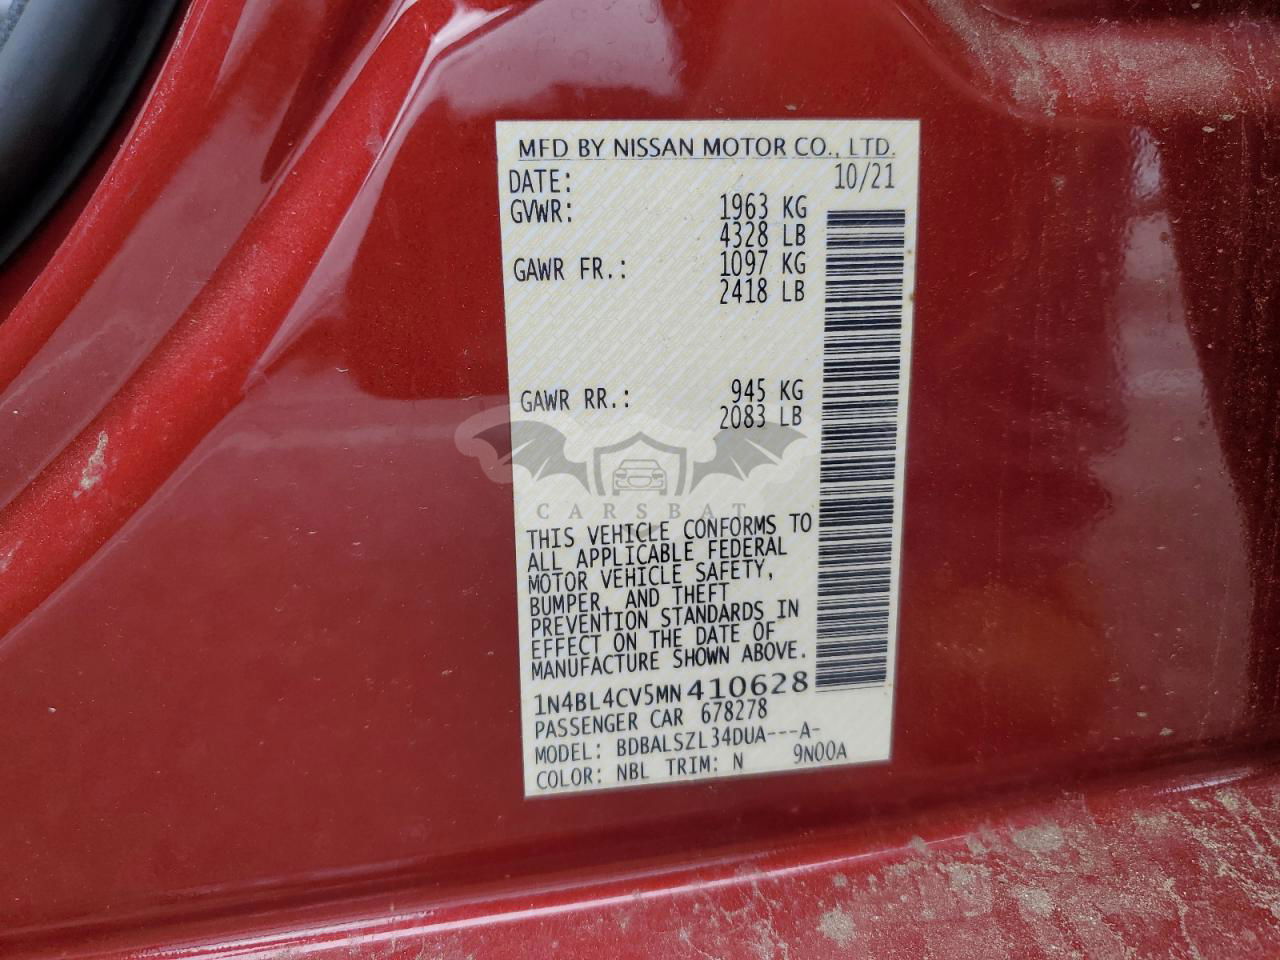 MFD BY NISSAN MOTOR CO., LTD.
DATE: 10/21
GVWR: 1963 KG
4328 LB
GAWR FR.: 1097 KG
2418 LB
GAWR RR.: 945 KG
2083 LB
CARSBAT
THIS VEHICLE CONFORMS TO
ALL APPLICABLE FEDERAL
MOTOR VEHICLE SAFETY,
BUMPER, AND THEFT
PREVENTION STANDARDS IN
EFFECT ON THE DATE OF
MANUFACTURE SHOWN ABOVE.
1N4BL4CV5MN410628
PASSENGER CAR 678278
MODEL: BDBALSZL34DUA---A-
COLOR: NBL TRIM: N 9N00A